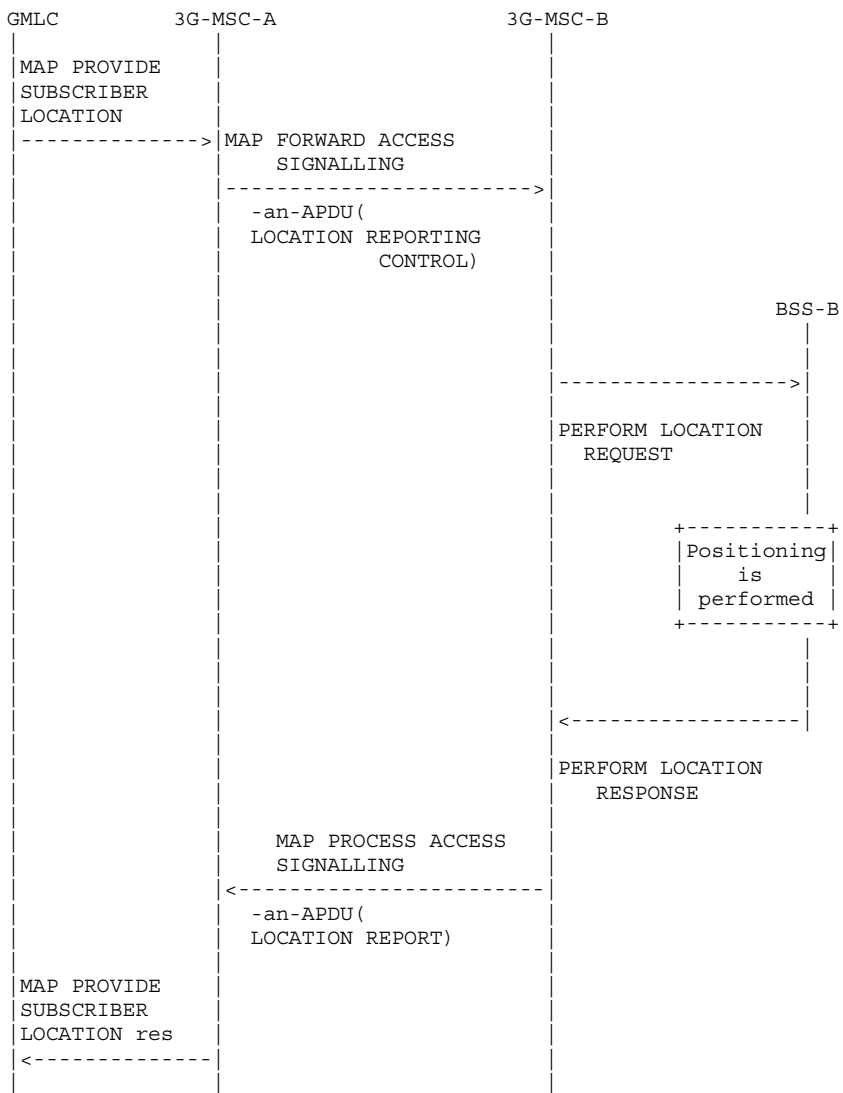 GMLC 3G-MSC-A 3G-MSC-B
MAP PROVIDE
SUBSCRIBER
LOCATION
MAP FORWARD ACCESS
SIGNALLING
-an-APDU(
LOCATION REPORTING
CONTROL)
BSS-B
PERFORM LOCATION
REQUEST
Positioning
is
performed
PERFORM LOCATION
RESPONSE
MAP PROCESS ACCESS
SIGNALLING
-an-APDU(
LOCATION REPORT)
MAP PROVIDE
SUBSCRIBER
LOCATION res